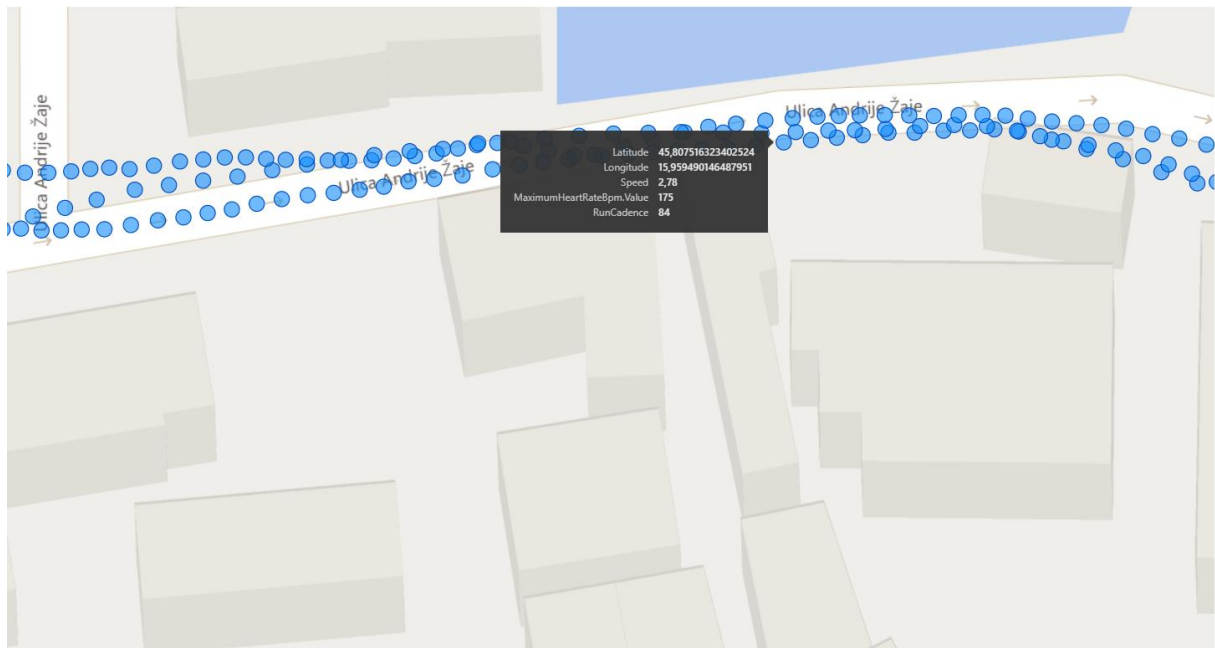 Ulica Andrije Žaje
Ulica Andrije Žaje
Ulica Andrije Žaje
Latitude 45,807516323402524
Longitude 15,959490146487951
Speed 2,78
MaximumHeartRateBpm.Value 175
RunCadence 84